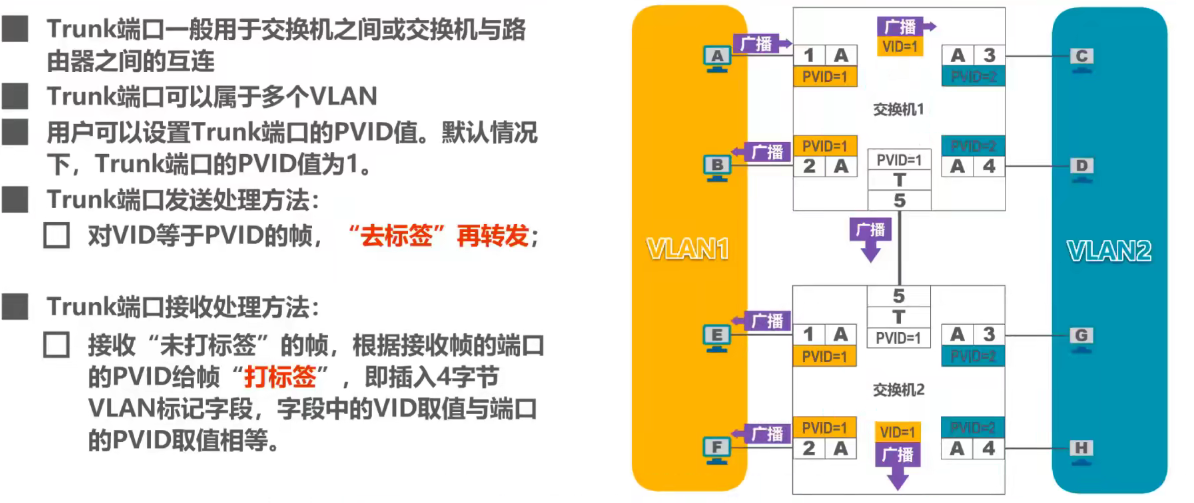 Trunk端口一般用于交换机之间或交换机与路
由器之间的互连
Trunk端口可以属于多个VLAN
用户可以设置Trunk端口的PVID值。默认情况
下，Trunk端口的PVID值为1。
Trunk端口发送处理方法：
对VID等于PVID的帧，“去标签”再转发；
Trunk端口接收处理方法：
接收“未打标签”的帧，根据接收帧的端口
的PVID给帧“打标签”，即插入4字节
VLAN标记字段，字段中的VID取值与端口
的PVID取值相等。
VLAN1
A
广播
1 A
PVID=1
广播
VID=1
A 3
PVID=2
C
交换机1
B
广播
PVID=1
2 A
PVID=1
T
5
PVID=2
A 4
D
广播
VLAN2
5
T
PVID=1
E
广播
1 A
PVID=1
A 3
PVID=2
G
交换机2
F
广播
PVID=1
2 A
VID=1
广播
PVID=2
A 4
H